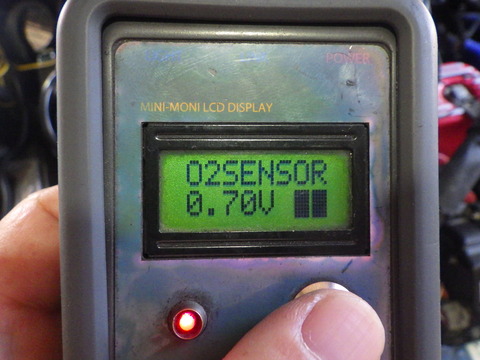 POWER
MINI-MONI LCD DISPLAY
O2SENSOR
0.70V